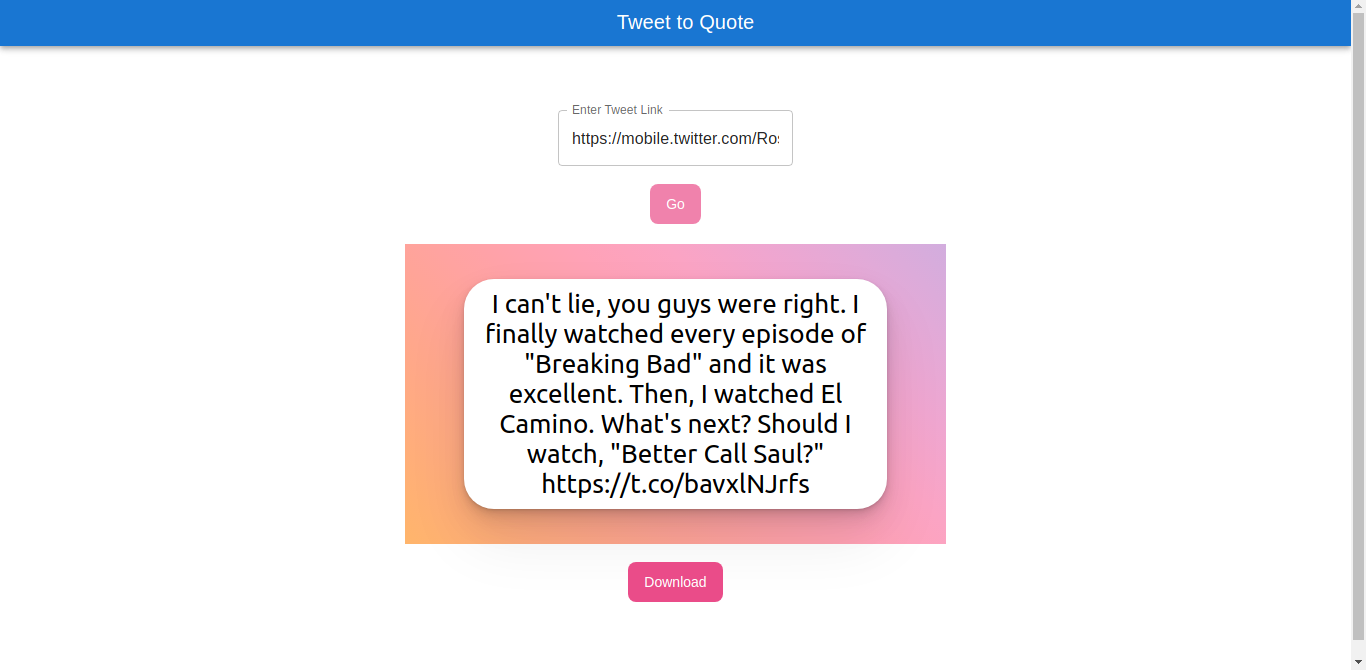 Tweet to Quote
Enter Tweet Link
https://mobile.twitter.com/Ros
Go
I can't lie, you guys were right. I
finally watched every episode of
"Breaking Bad" and it was
excellent. Then, I watched El
Camino. What's next? Should I
watch, "Better Call Saul?"
https://t.co/bavxlNJrfs
Download